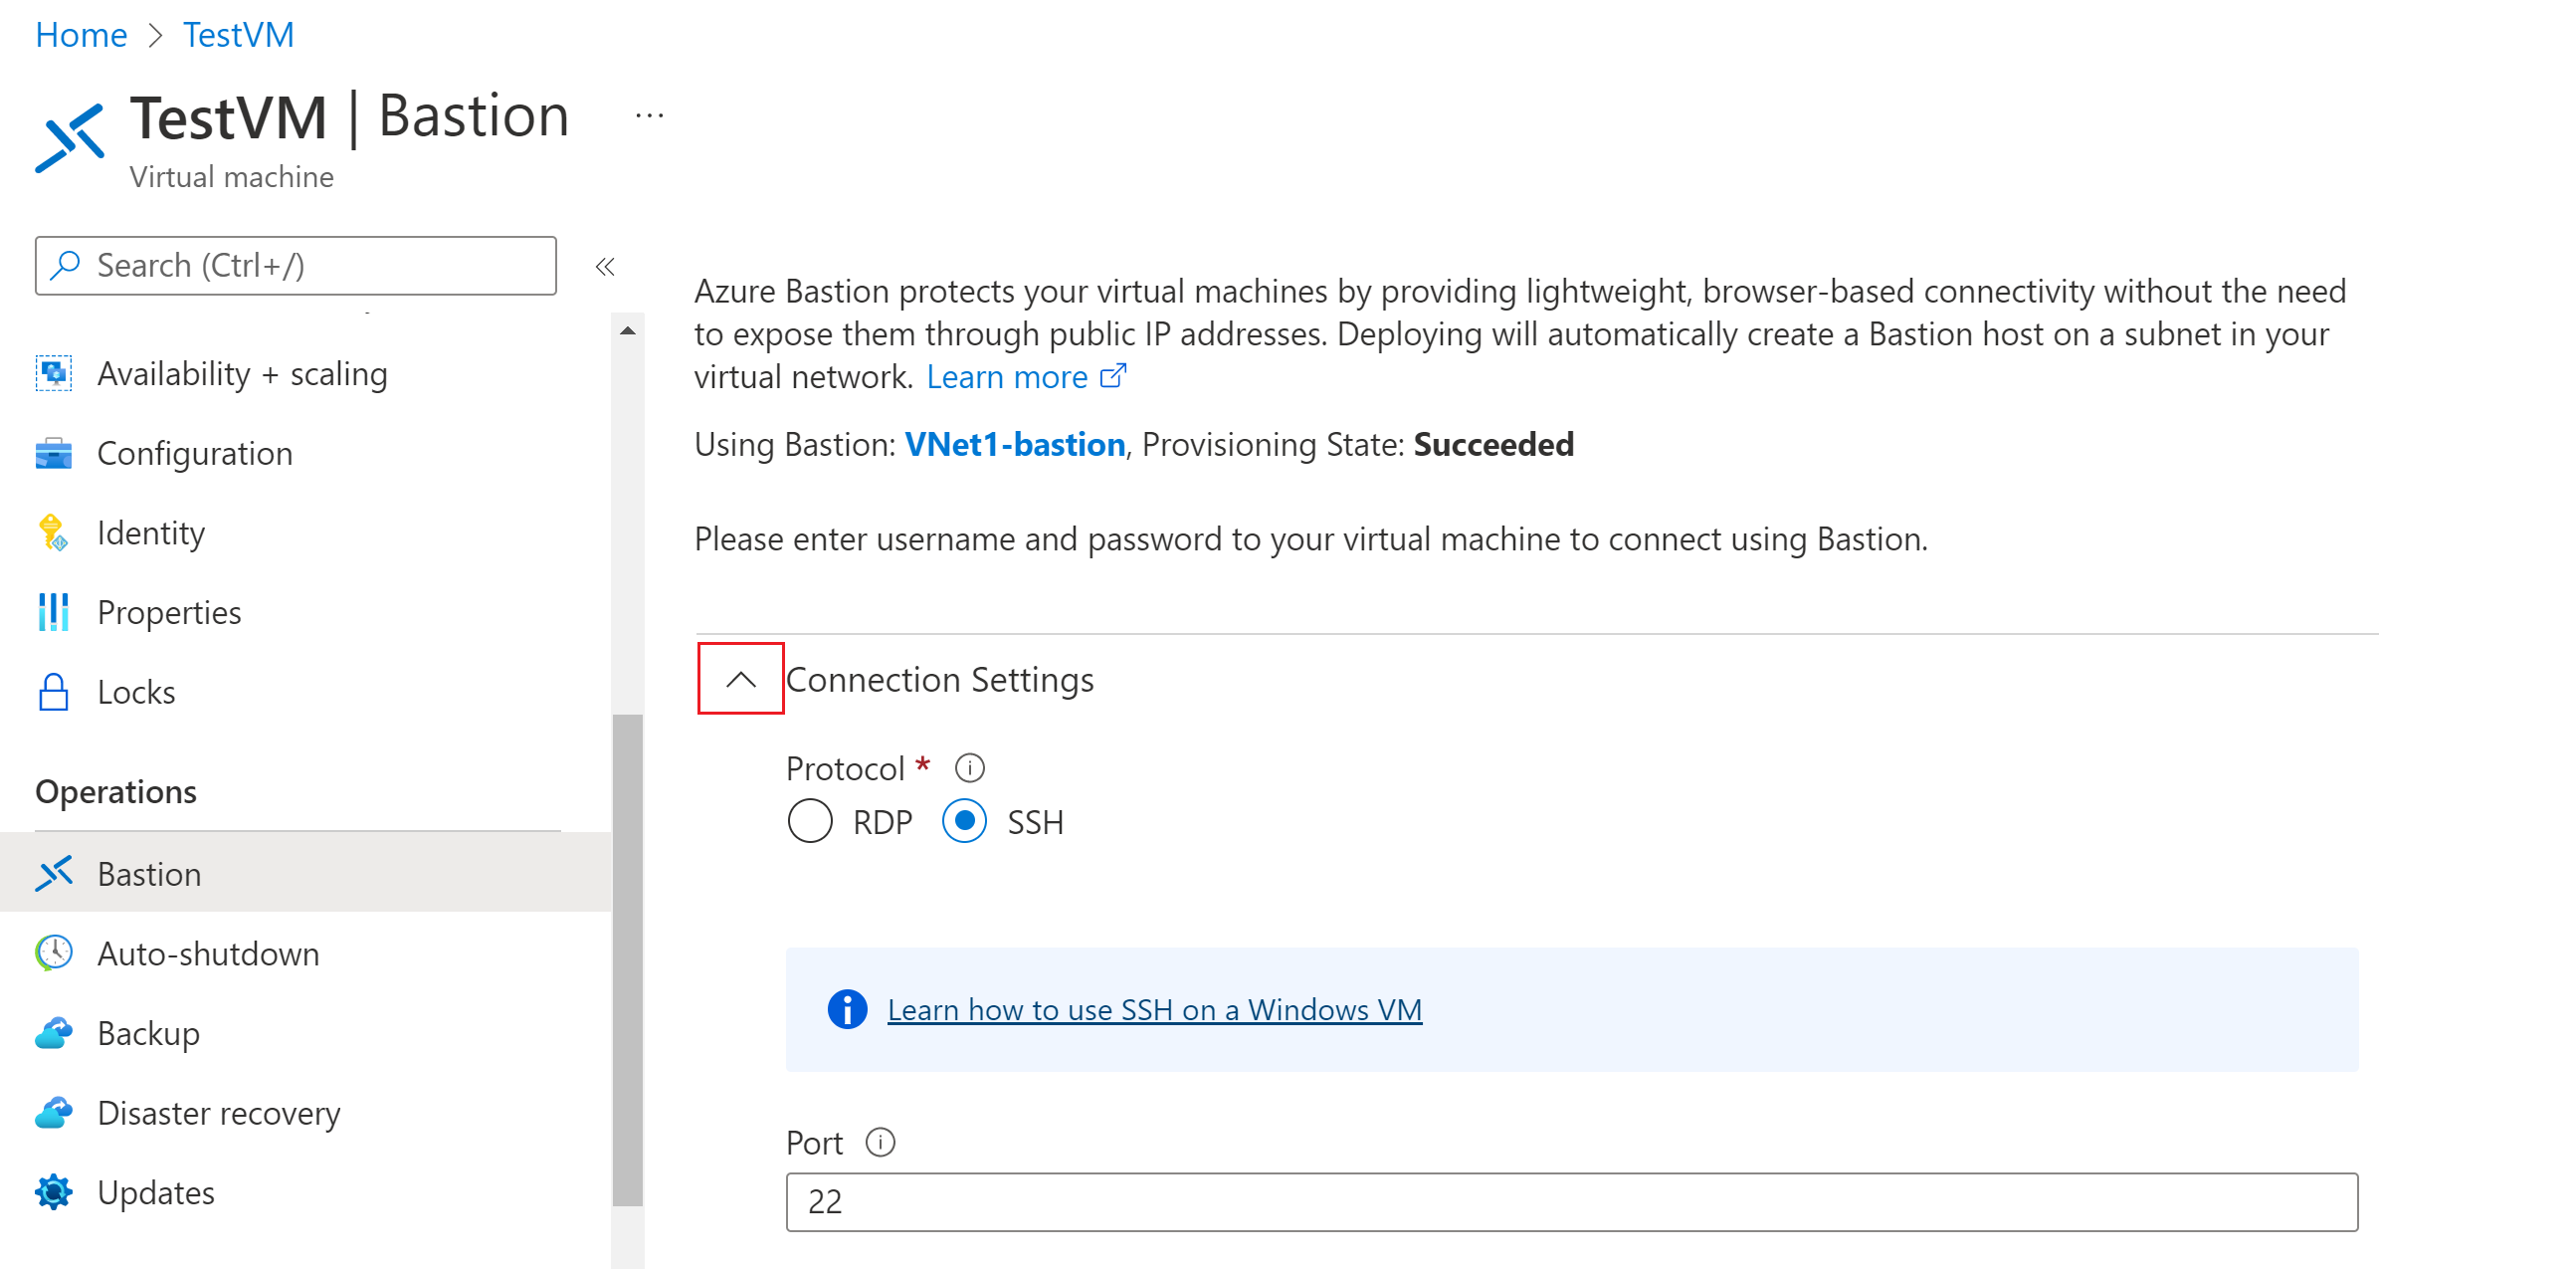 Home > TestVM
TestVM | Bastion ...
Virtual machine
Search (Ctrl+/)
«
Availability + scaling
Configuration
Identity
Properties
Locks
Operations
Bastion
Auto-shutdown
Backup
Disaster recovery
Updates
Azure Bastion protects your virtual machines by providing lightweight, browser-based connectivity without the need
to expose them through public IP addresses. Deploying will automatically create a Bastion host on a subnet in your
virtual network. Learn more
Using Bastion: VNet1-bastion, Provisioning State: Succeeded
Please enter username and password to your virtual machine to connect using Bastion.
Connection Settings
Protocol *
RDP SSH
Learn how to use SSH on a Windows VM
Port
22